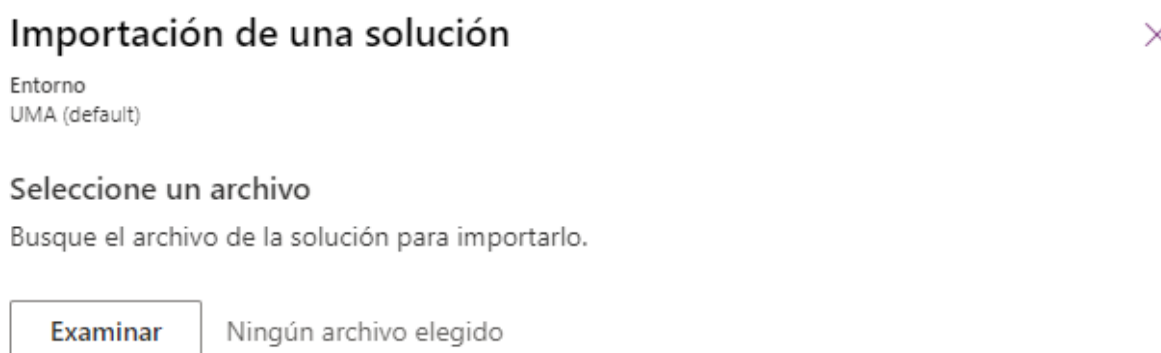 Importación de una solución
Entorno
UMA (default)
Seleccione un archivo
Busque el archivo de la solución para importarlo.
Examinar Ningún archivo elegido